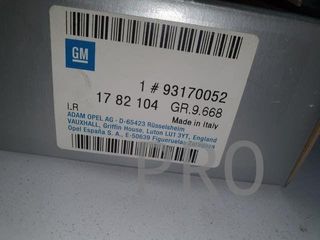 GM
1 # 93170052
17 82 104 GR.9.668
I.R Made in Italy
ADAM OPEL AG - D-65423 Rüsselsheim
VAUXHALL, Griffin House, Luton LU1 3YT, England
Opel España S. A., E-50639 Figueruelas Zaragoza
PRO